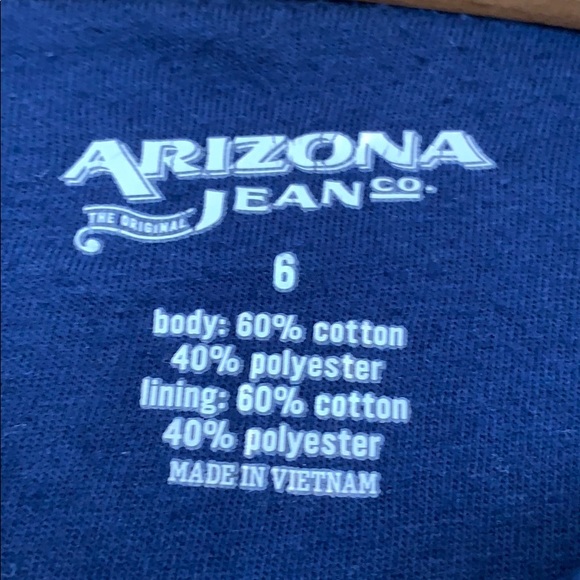 ARIZONA
THE ORIGINAL JEAN CO.
6
body: 60% cotton
40% polyester
lining: 60% cotton
40% polyester
MADE IN VIETNAM